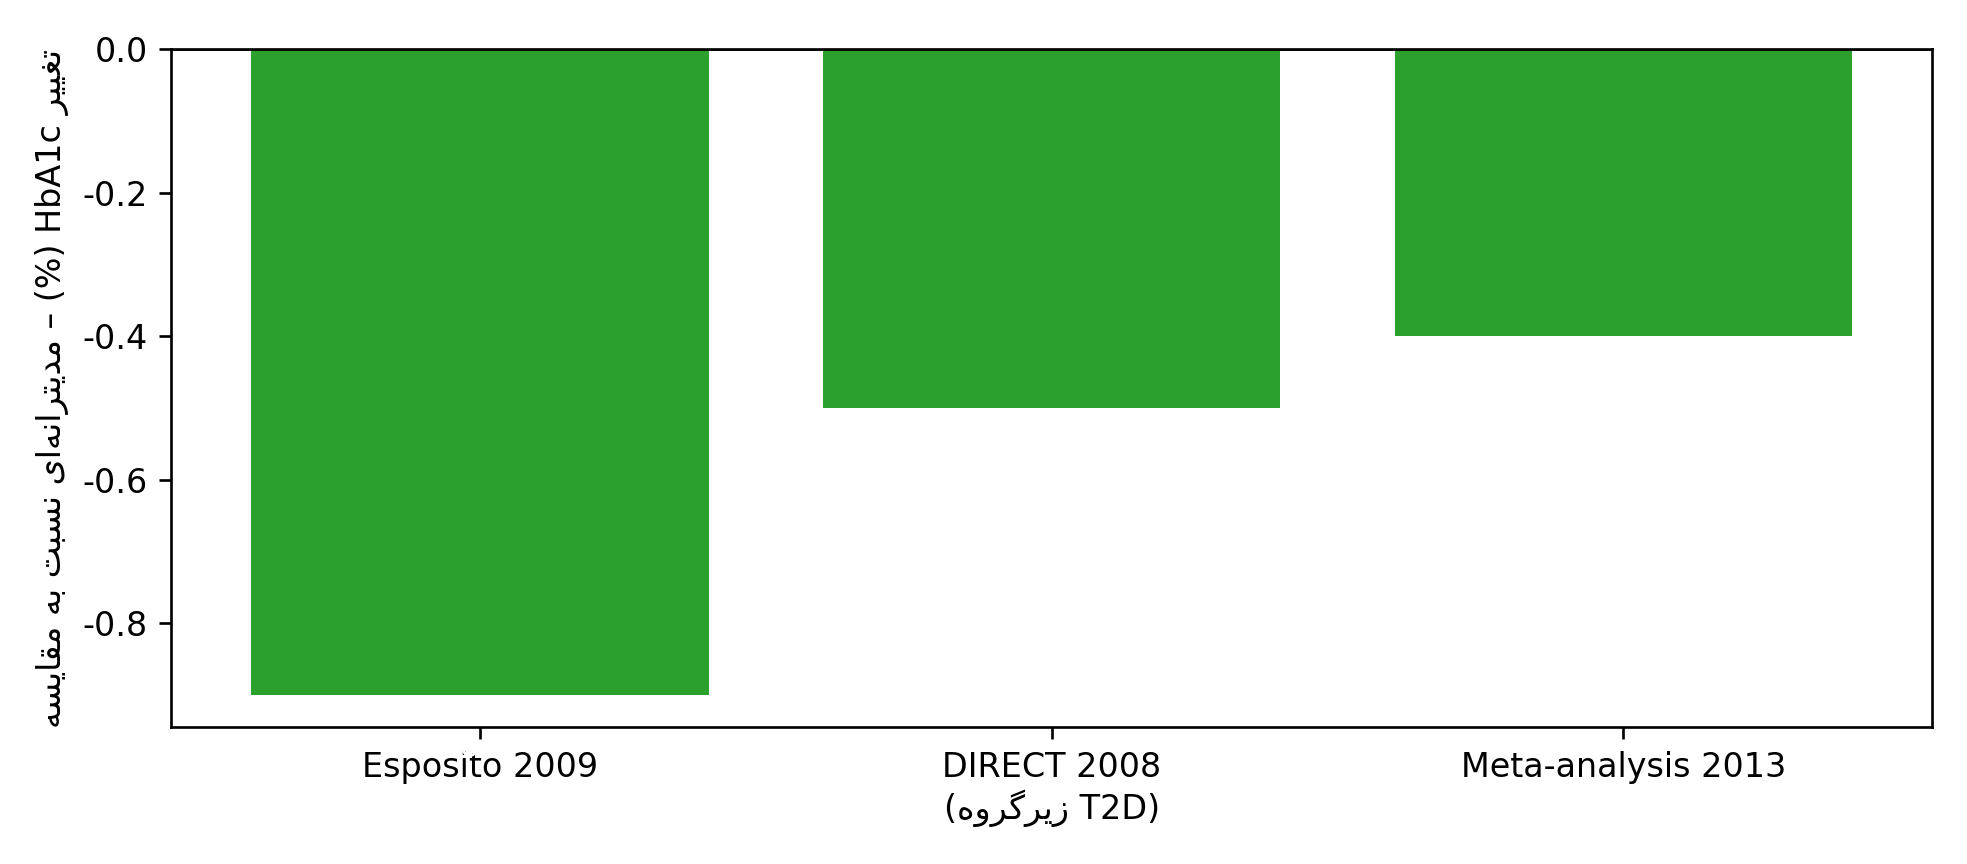 تغییر HbA1c (%) – مدیترانه‌ای نسبت به مقایسه
0.0
-0.2
-0.4
-0.6
-0.8
Esposito 2009
DIRECT 2008
(زیرگروه T2D)
Meta-analysis 2013